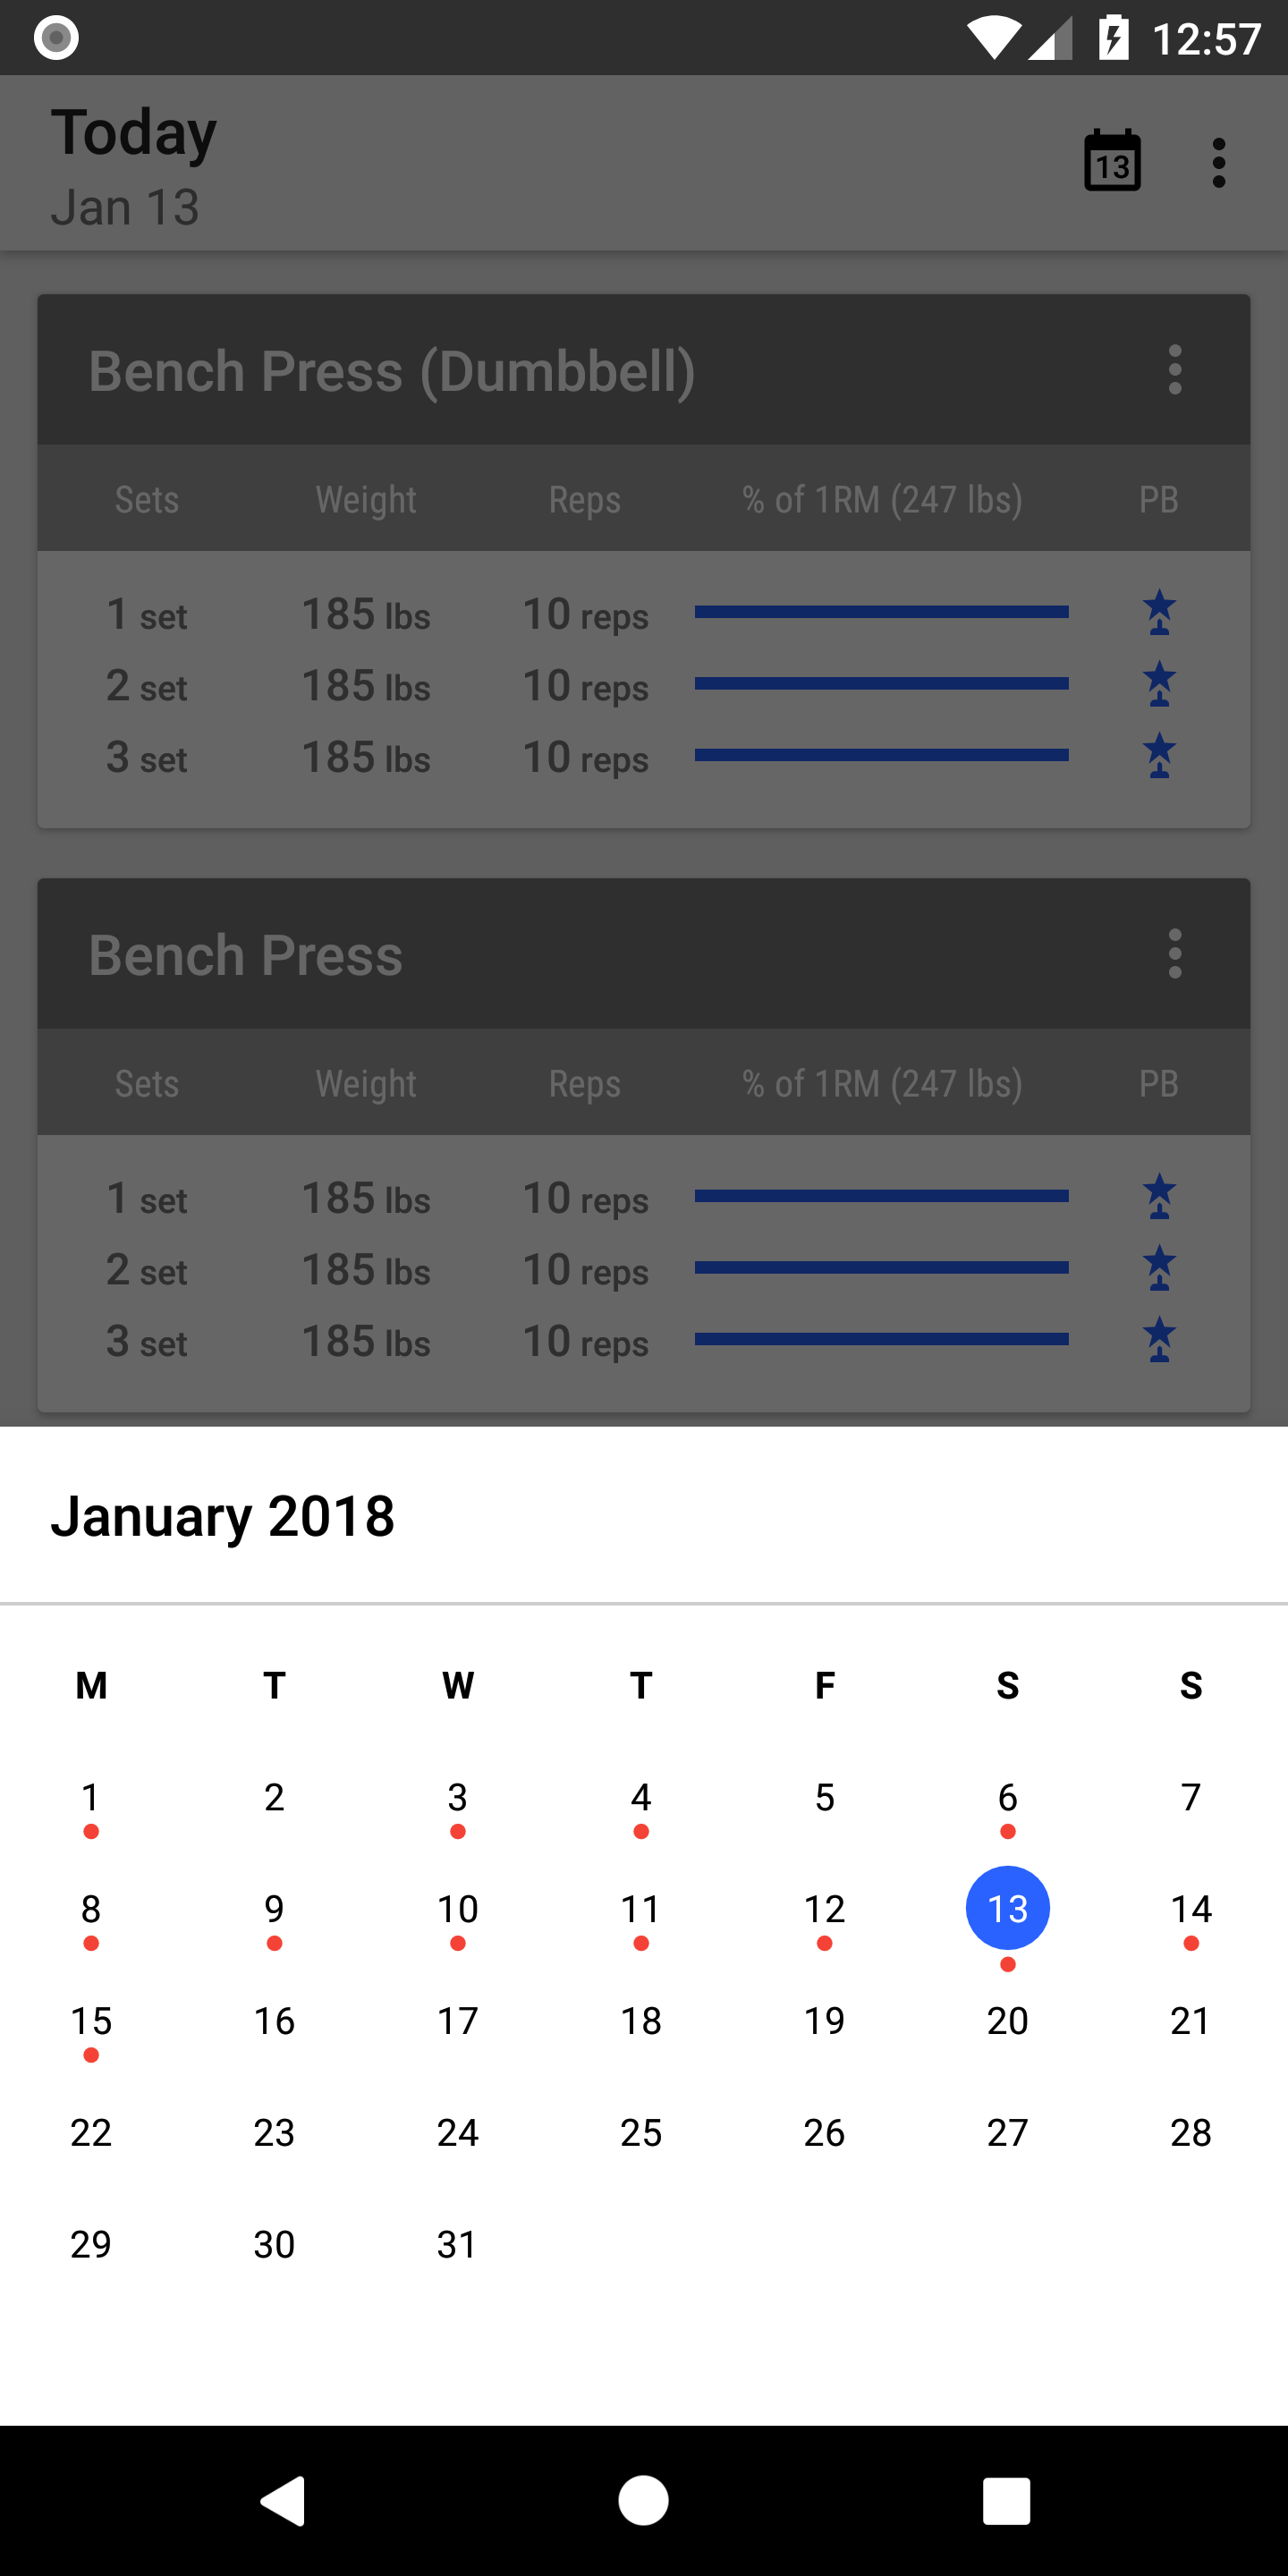 12:57
Today
Jan 13
13
Bench Press (Dumbbell)
Sets Weight Reps % of 1RM (247 lbs) PB
1 set 185 lbs 10 reps
2 set 185 lbs 10 reps
3 set 185 lbs 10 reps
Bench Press
Sets Weight Reps % of 1RM (247 lbs) PB
1 set 185 lbs 10 reps
2 set 185 lbs 10 reps
3 set 185 lbs 10 reps
January 2018
M T W T F S S
1 2 3 4 5 6 7
8 9 10 11 12 13 14
15 16 17 18 19 20 21
22 23 24 25 26 27 28
29 30 31